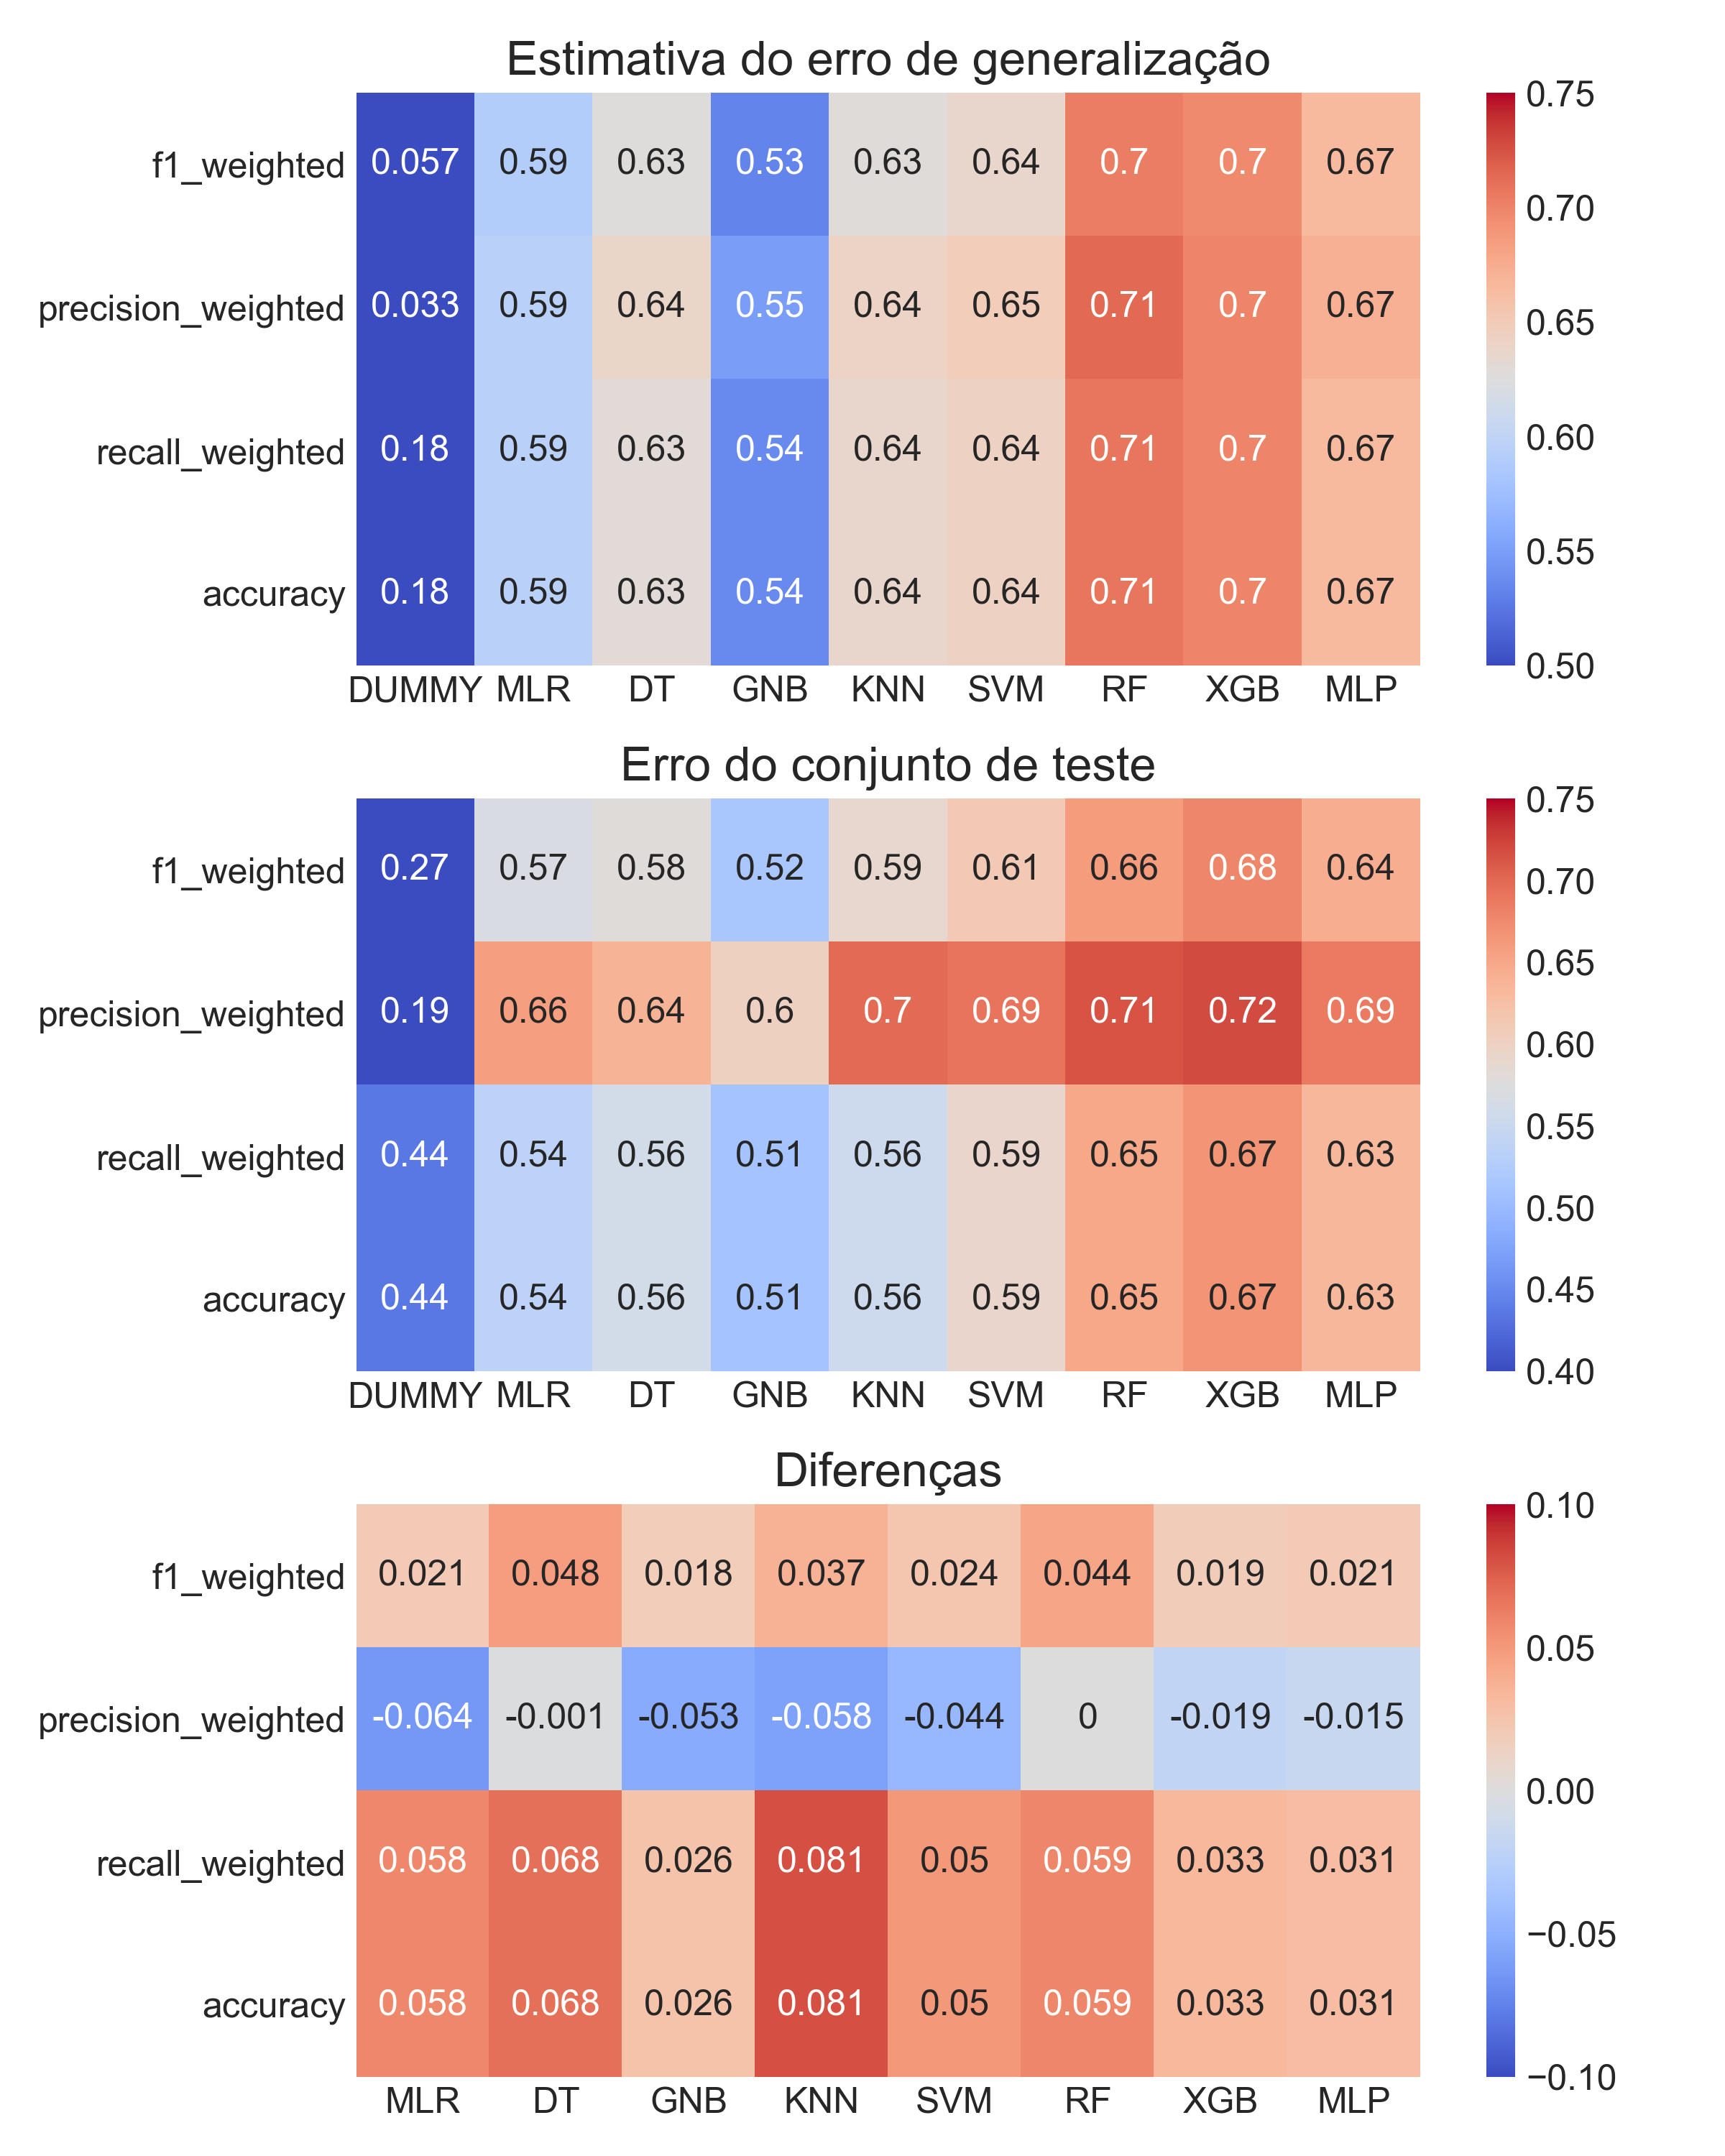 Estimativa do erro de generalização
f1_weighted 0.057 0.59 0.63 0.53 0.63 0.64 0.7 0.7 0.67
precision_weighted 0.033 0.59 0.64 0.55 0.64 0.65 0.71 0.7 0.67
recall_weighted 0.18 0.59 0.63 0.54 0.64 0.64 0.71 0.7 0.67
accuracy 0.18 0.59 0.63 0.54 0.64 0.64 0.71 0.7 0.67
DUMMY MLR DT GNB KNN SVM RF XGB MLP
0.75
0.70
0.65
0.60
0.55
0.50
Erro do conjunto de teste
f1_weighted 0.27 0.57 0.58 0.52 0.59 0.61 0.66 0.68 0.64
precision_weighted 0.19 0.66 0.64 0.6 0.7 0.69 0.71 0.72 0.69
recall_weighted 0.44 0.54 0.56 0.51 0.56 0.59 0.65 0.67 0.63
accuracy 0.44 0.54 0.56 0.51 0.56 0.59 0.65 0.67 0.63
DUMMY MLR DT GNB KNN SVM RF XGB MLP
0.75
0.70
0.65
0.60
0.55
0.50
0.45
0.40
Diferenças
f1_weighted 0.021 0.048 0.018 0.037 0.024 0.044 0.019 0.021
precision_weighted -0.064 -0.001 -0.053 -0.058 -0.044 0 -0.019 -0.015
recall_weighted 0.058 0.068 0.026 0.081 0.05 0.059 0.033 0.031
accuracy 0.058 0.068 0.026 0.081 0.05 0.059 0.033 0.031
MLR DT GNB KNN SVM RF XGB MLP
0.10
0.05
0.00
−0.05
−0.10